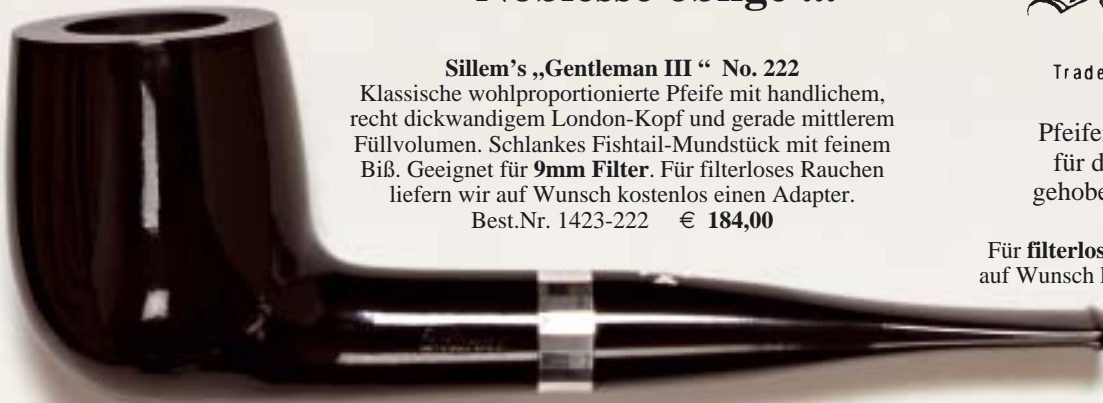 Noblesse oblige ...
Sillem's „Gentleman III “ No. 222
Klassische wohlproportionierte Pfeife mit handlichem,
recht dickwandigem London-Kopf und gerade mittlerem
Füllvolumen. Schlankes Fishtail-Mundstück mit feinem
Biß. Geeignet für 9mm Filter. Für filterloses Rauchen
liefern wir auf Wunsch kostenlos einen Adapter.
Best.Nr. 1423-222 € 184,00
Trade
Pfeife
für d
gehobe
Für filterlos
auf Wunsch